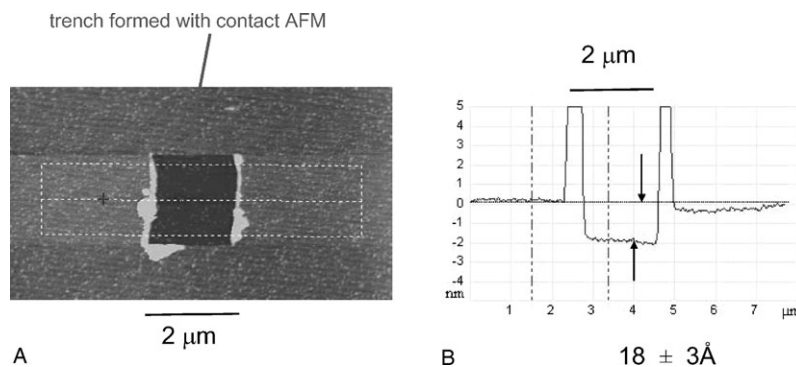 trench formed with contact AFM
2 μm
A
2 μm
5
4
3
2
1
0
-1
-2
-3
-4
nm
1 2 3 4 5 6 7 μm
B
18 ± 3Å